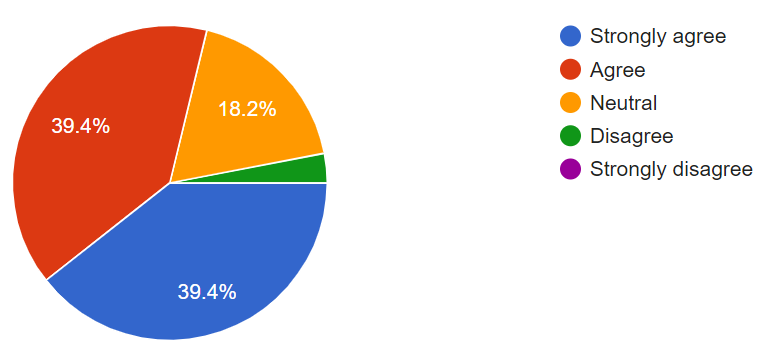 39.4%
18.2%
39.4%
Strongly agree
Agree
Neutral
Disagree
Strongly disagree